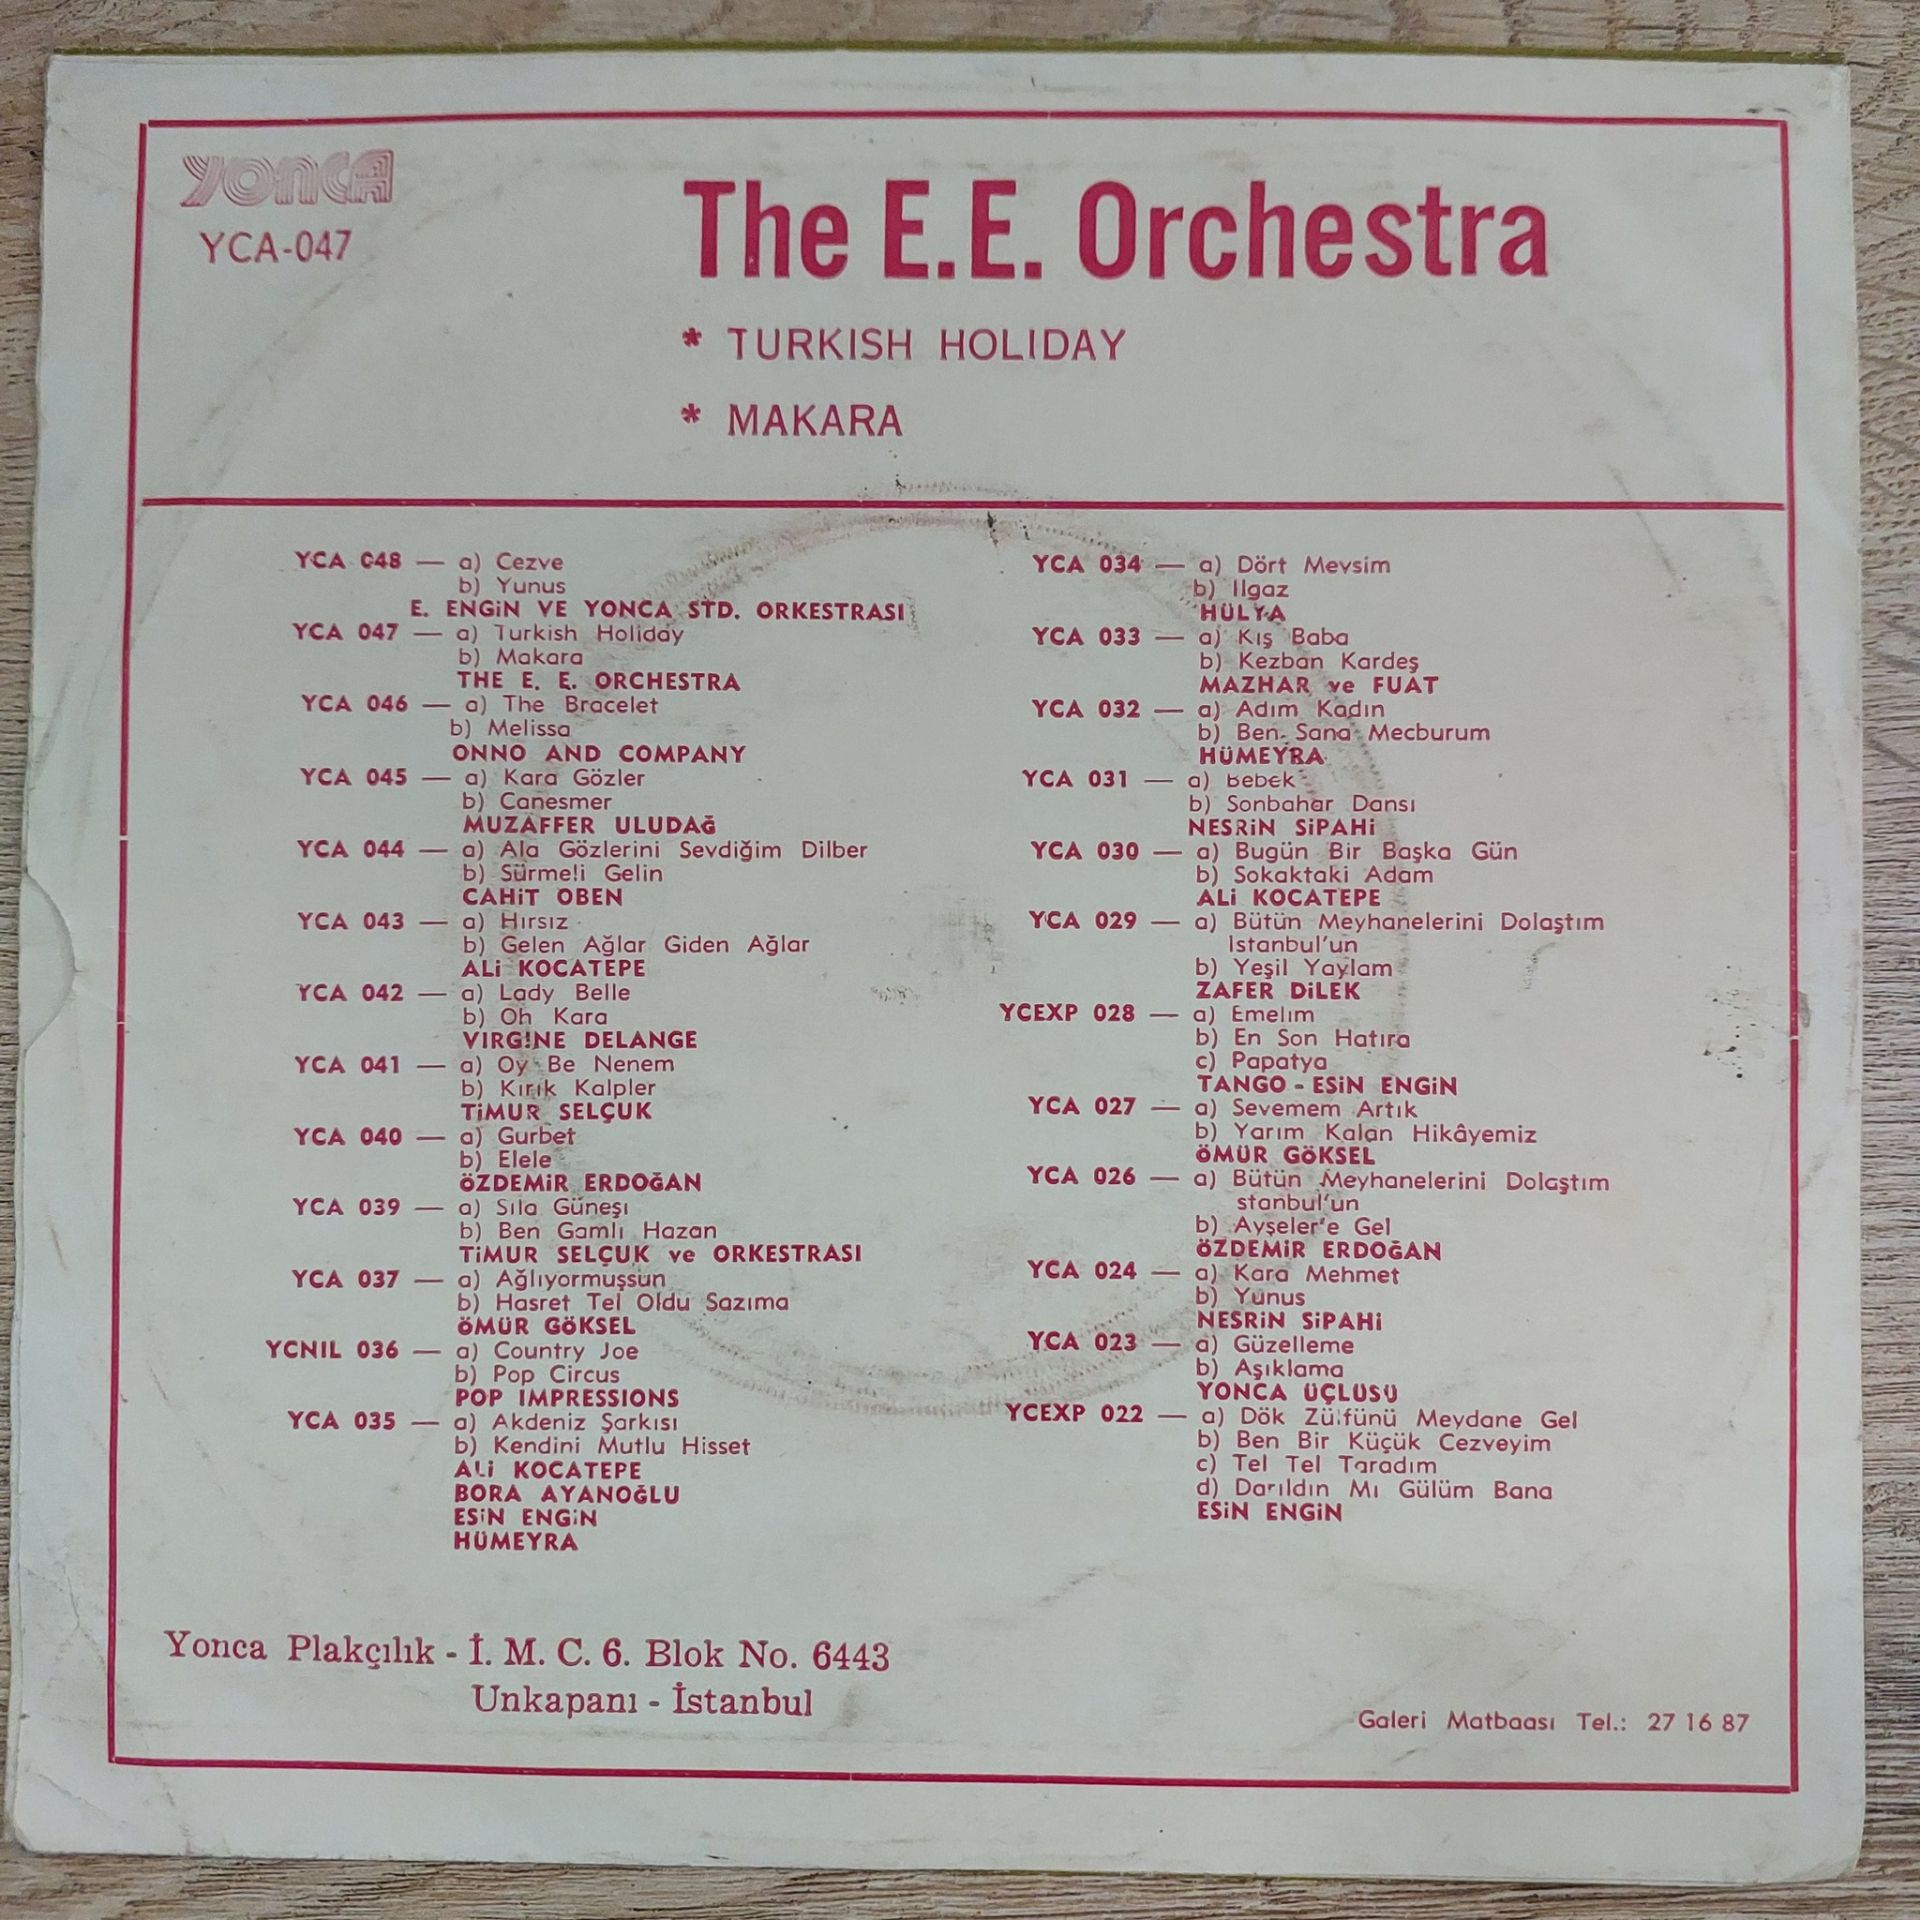 YONCA
YCA-047
The E.E. Orchestra
* TURKISH HOLIDAY
* MAKARA
YCA 048 — a) Cezve
b) Yunus
E. ENGiN VE YONCA STD. ORKESTRASI
YCA 047 — a) Turkish Holiday
b) Makara
THE E. E. ORCHESTRA
YCA 046 — a) The Bracelet
b) Melissa
ONNO AND COMPANY
YCA 045 — a) Kara Gözler
b) Canesmer
MUZAFFER ULUDAĞ
YCA 044 — a) Ala Gözlerini Sevdiğim Dilber
b) Sürmeli Gelin
CAHiT OBEN
YCA 043 — a) Hırsız
b) Gelen Ağlar Giden Ağlar
ALi KOCATEPE
YCA 042 — a) Lady Belle
b) Oh Kara
VIRGINE DELANGE
YCA 041 — a) Oy Be Nenem
b) Kırık Kalpler
TiMUR SELÇUK
YCA 040 — a) Gurbet
b) Elele
ÖZDEMiR ERDOĞAN
YCA 039 — a) Sıla Güneşı
b) Ben Gamlı Hazan
TiMUR SELÇUK ve ORKESTRASI
YCA 037 — a) Ağlıyormuşsun
b) Hasret Tel Oldu Sazıma
ÖMÜR GÖKSEL
YCNIL 036 — a) Country Joe
b) Pop Circus
POP IMPRESSIONS
YCA 035 — a) Akdeniz Şarkısı
b) Kendini Mutlu Hisset
ALi KOCATEPE
BORA AYANOĞLU
ESiN ENGiN
HÜMEYRA
YCA 034 — a) Dört Mevsim
b) Ilgaz
HÜLYA
YCA 033 — a) Kış Baba
b) Kezban Kardeş
MAZHAR ve FUAT
YCA 032 — a) Adım Kadın
b) Ben Sana Mecburum
HÜMEYRA
YCA 031 — a) Bebek
b) Sonbahar Dansı
NESRiN SiPAHi
YCA 030 — a) Bugün Bir Başka Gün
b) Sokaktaki Adam
ALi KOCATEPE
YCA 029 — a) Bütün Meyhanelerini Dolaştım
Istanbul'un
b) Yeşil Yaylam
ZAFER DiLEK
YCEXP 028 — a) Emelim
b) En Son Hatıra
c) Papatya
TANGO - ESiN ENGiN
YCA 027 — a) Sevemem Artık
b) Yarım Kalan Hikâyemiz
ÖMÜR GÖKSEL
YCA 026 — a) Bütün Meyhanelerini Dolaştım
stanbul'un
b) Ayşeler'e Gel
ÖZDEMiR ERDOĞAN
YCA 024 — a) Kara Mehmet
b) Yunus
NESRiN SiPAHi
YCA 023 — a) Güzelleme
b) Aşıklama
YONCA ÜÇLÜSÜ
YCEXP 022 — a) Dök Zülfünü Meydane Gel
b) Ben Bir Küçük Cezveyim
c) Tel Tel Taradım
d) Darıldın Mı Gülüm Bana
ESiN ENGiN
Yonca Plakçılık - İ. M. C. 6. Blok No. 6443
Unkapanı - İstanbul
Galeri Matbaası Tel.: 27 16 87